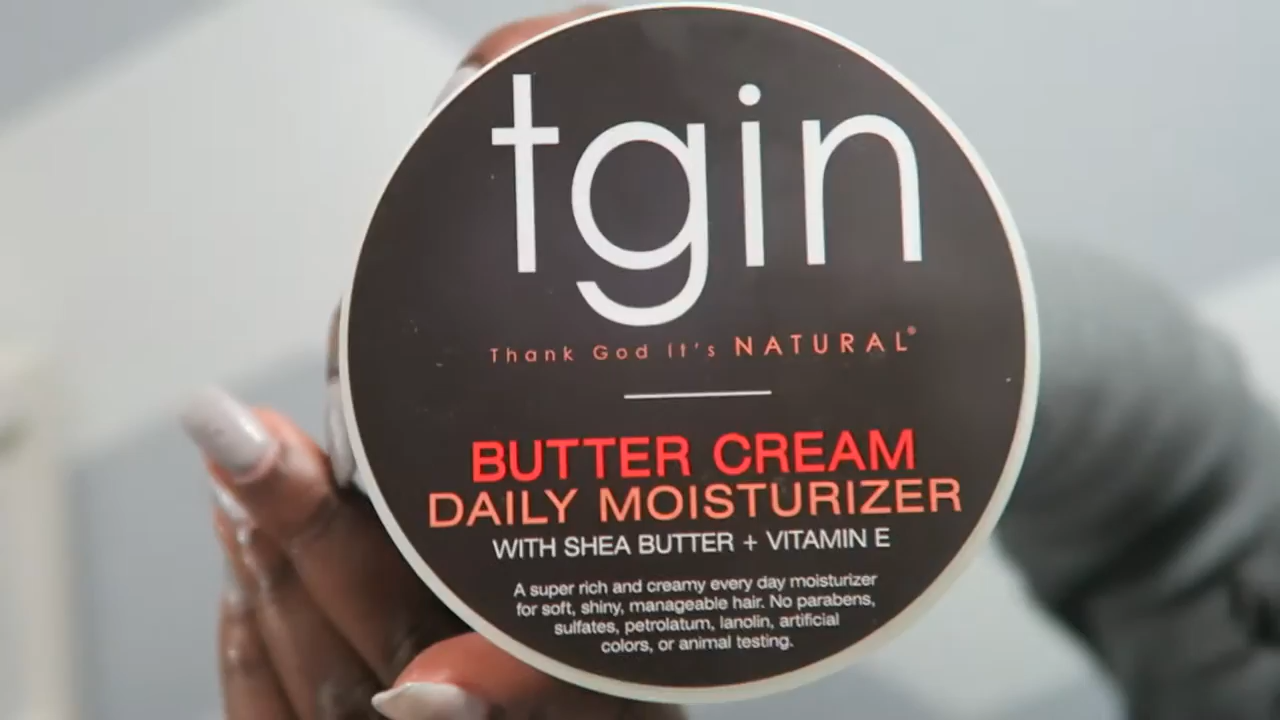 tgin
Thank God It's NATURAL®
BUTTER CREAM
DAILY MOISTURIZER
WITH SHEA BUTTER + VITAMIN E
A super rich and creamy every day moisturizer
for soft, shiny, manageable hair. No parabens,
sulfates, petrolatum, lanolin, artificial
colors, or animal testing.